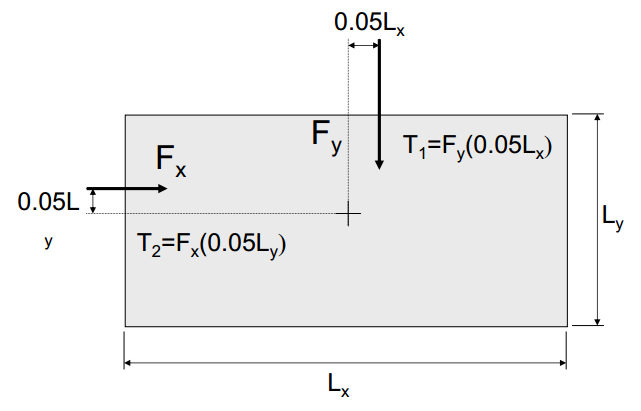 0.05Lx
Fy
T1=Fy(0.05Lx)
Fx
0.05L
y
T2=Fx(0.05Ly)
Ly
Lx